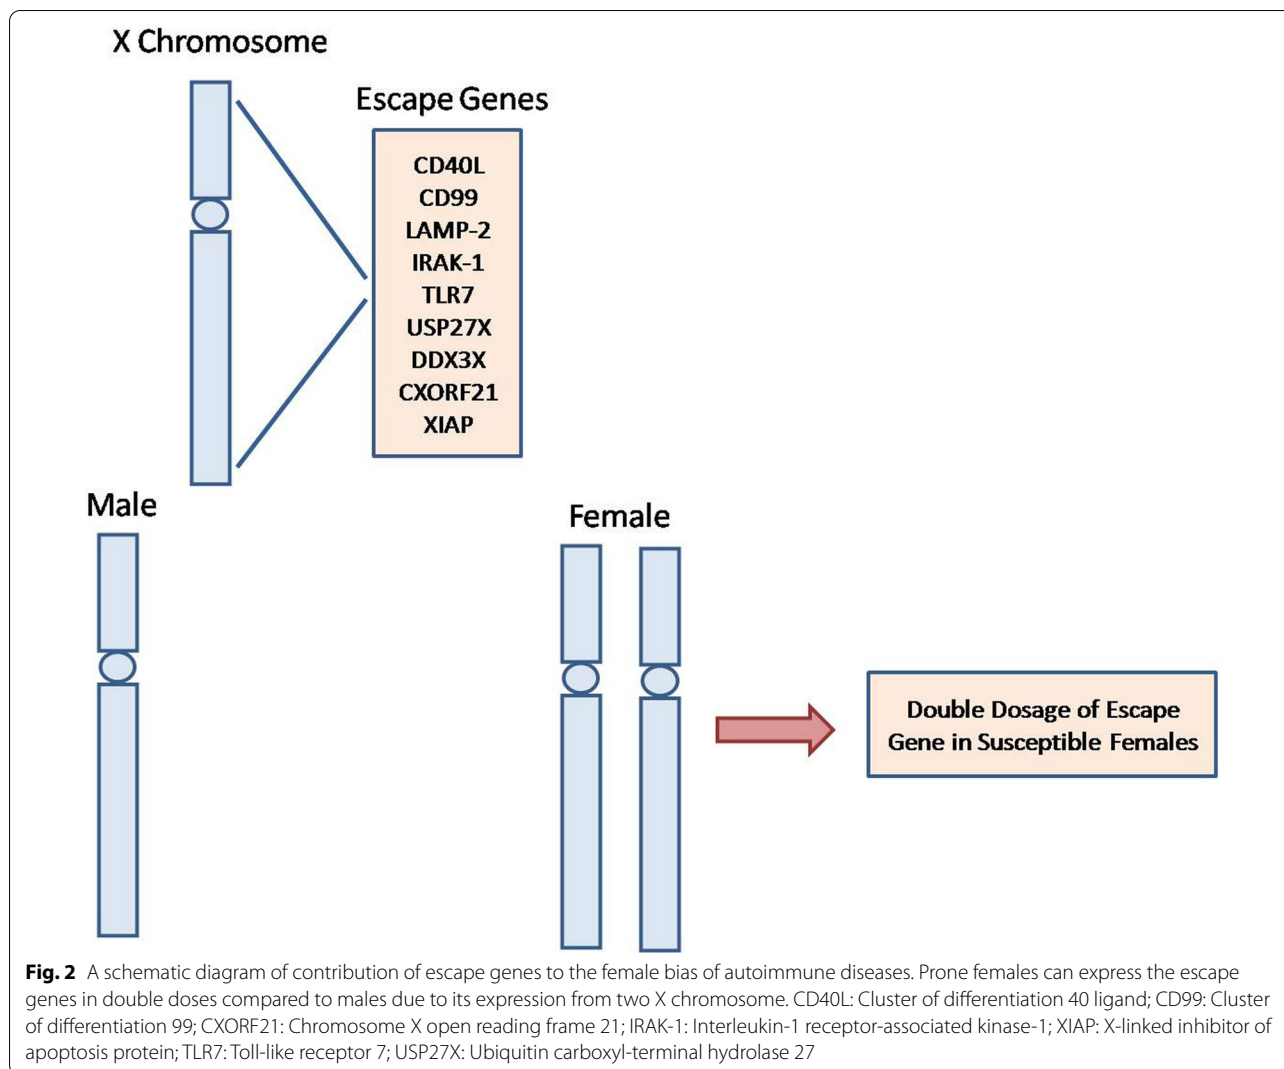 X Chromosome
Escape Genes
CD40L
CD99
LAMP-2
IRAK-1
TLR7
USP27X
DDX3X
CXORF21
XIAP
Male
Female
Double Dosage of Escape
Gene in Susceptible Females
Fig. 2 A schematic diagram of contribution of escape genes to the female bias of autoimmune diseases. Prone females can express the escape
genes in double doses compared to males due to its expression from two X chromosome. CD40L: Cluster of differentiation 40 ligand; CD99: Cluster
of differentiation 99; CXORF21: Chromosome X open reading frame 21; IRAK-1: Interleukin-1 receptor-associated kinase-1; XIAP: X-linked inhibitor of
apoptosis protein; TLR7: Toll-like receptor 7; USP27X: Ubiquitin carboxyl-terminal hydrolase 27